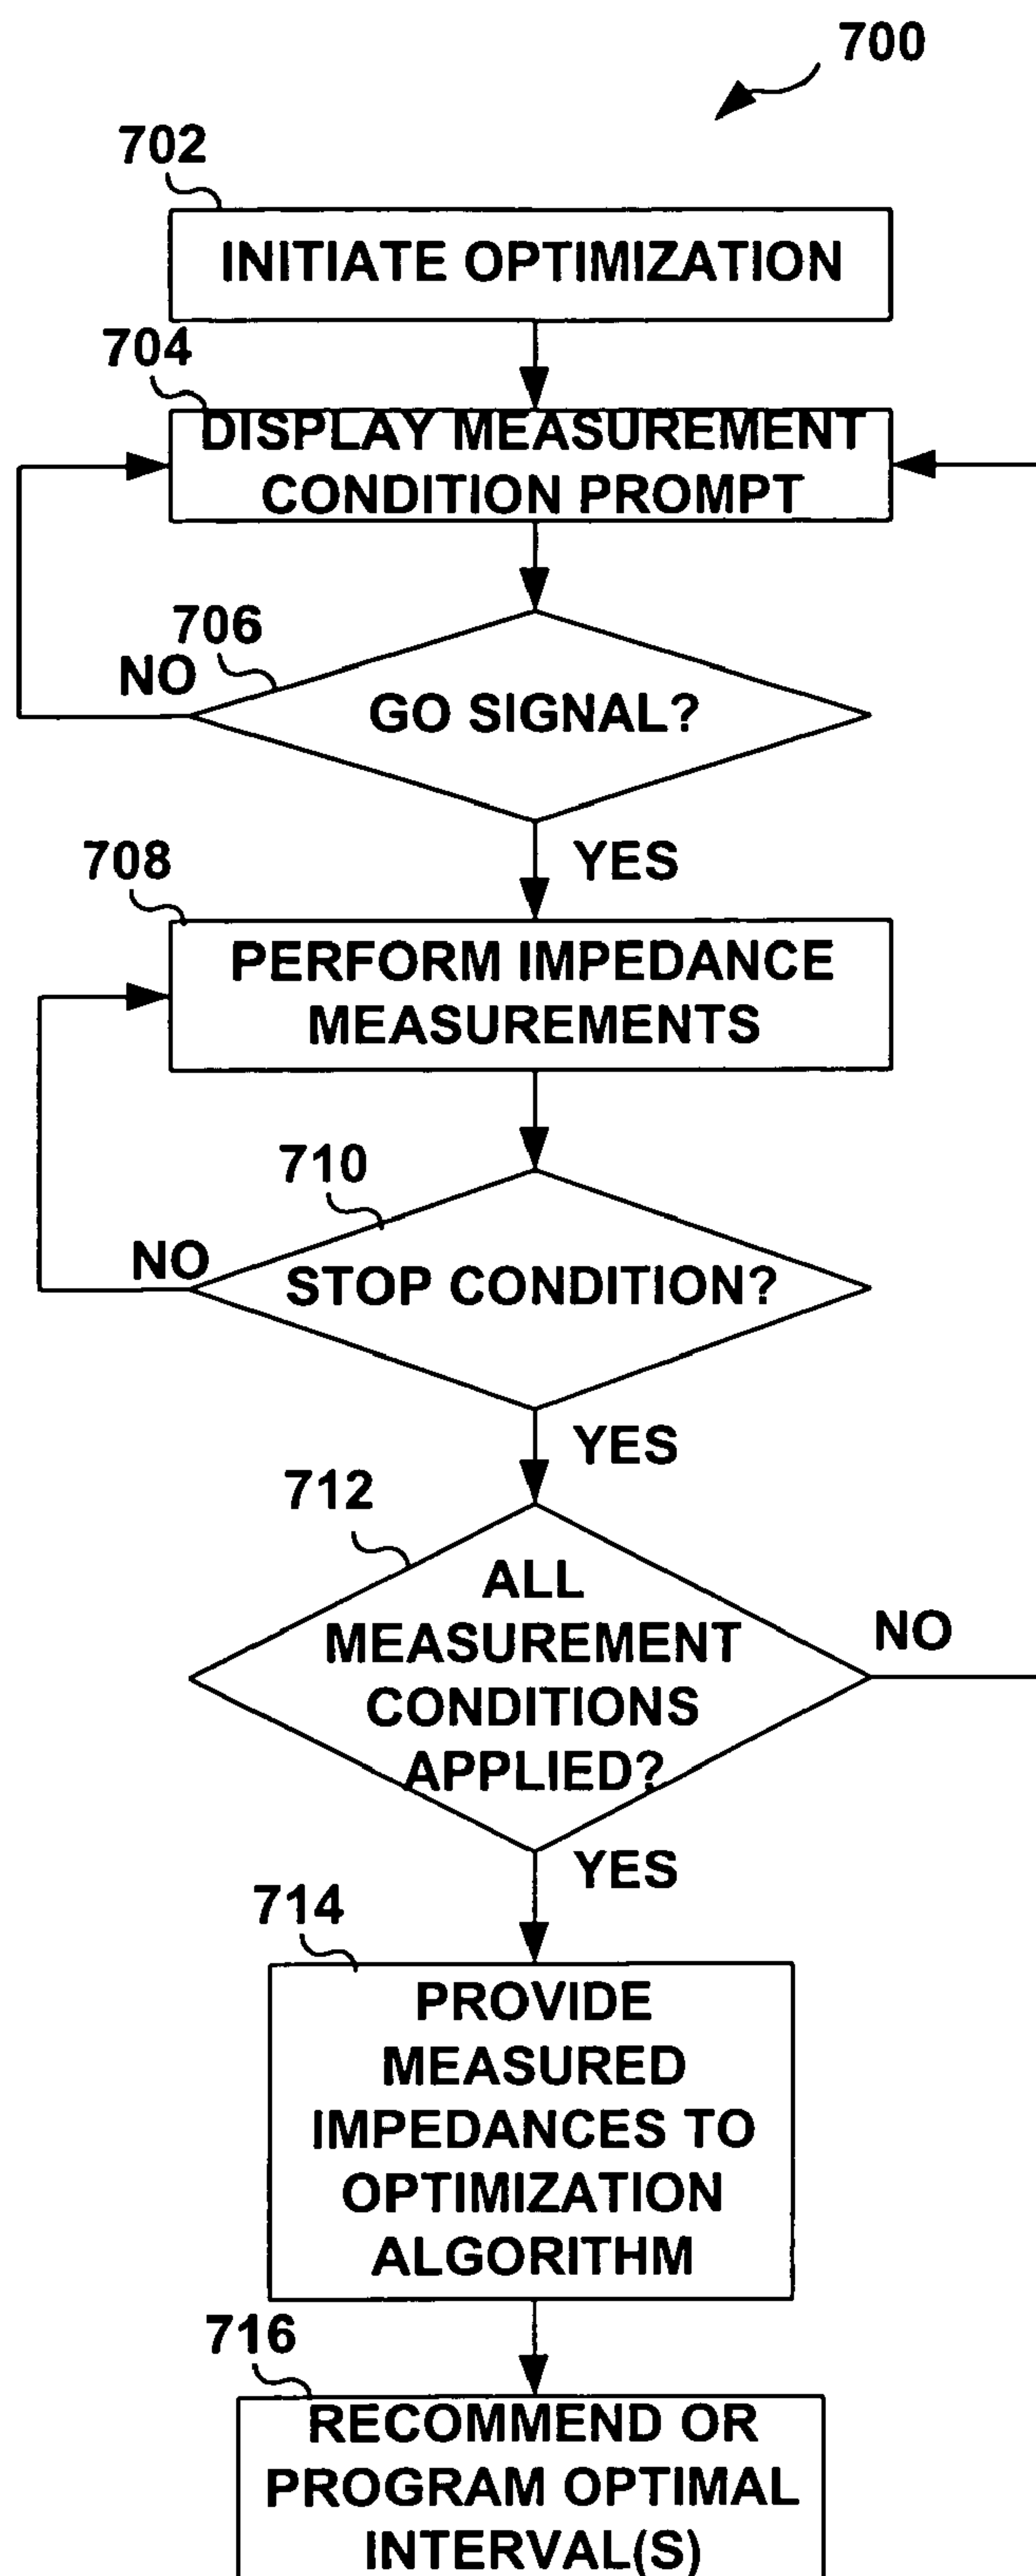 700
702
INITIATE OPTIMIZATION
704
DISPLAY MEASUREMENT
CONDITION PROMPT
706
NO
GO SIGNAL?
YES
708
PERFORM IMPEDANCE
MEASUREMENTS
710
NO
STOP CONDITION?
YES
712
ALL
MEASUREMENT
CONDITIONS
APPLIED?
NO
YES
714
PROVIDE
MEASURED
IMPEDANCES TO
OPTIMIZATION
ALGORITHM
716
RECOMMEND OR
PROGRAM OPTIMAL
INTERVAL(S)